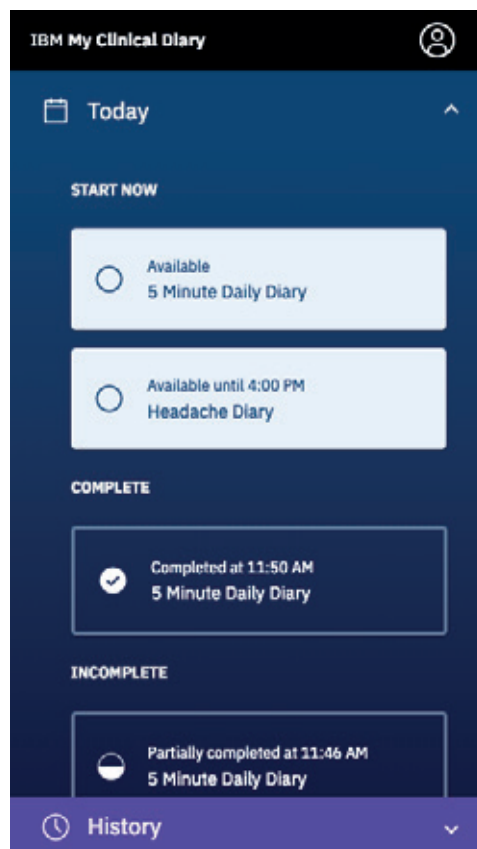 IBM My Clinical Diary
Today
START NOW
Available
5 Minute Daily Diary
Available until 4:00 PM
Headache Diary
COMPLETE
Completed at 11:50 AM
5 Minute Daily Diary
INCOMPLETE
Partially completed at 11:46 AM
5 Minute Daily Diary
History